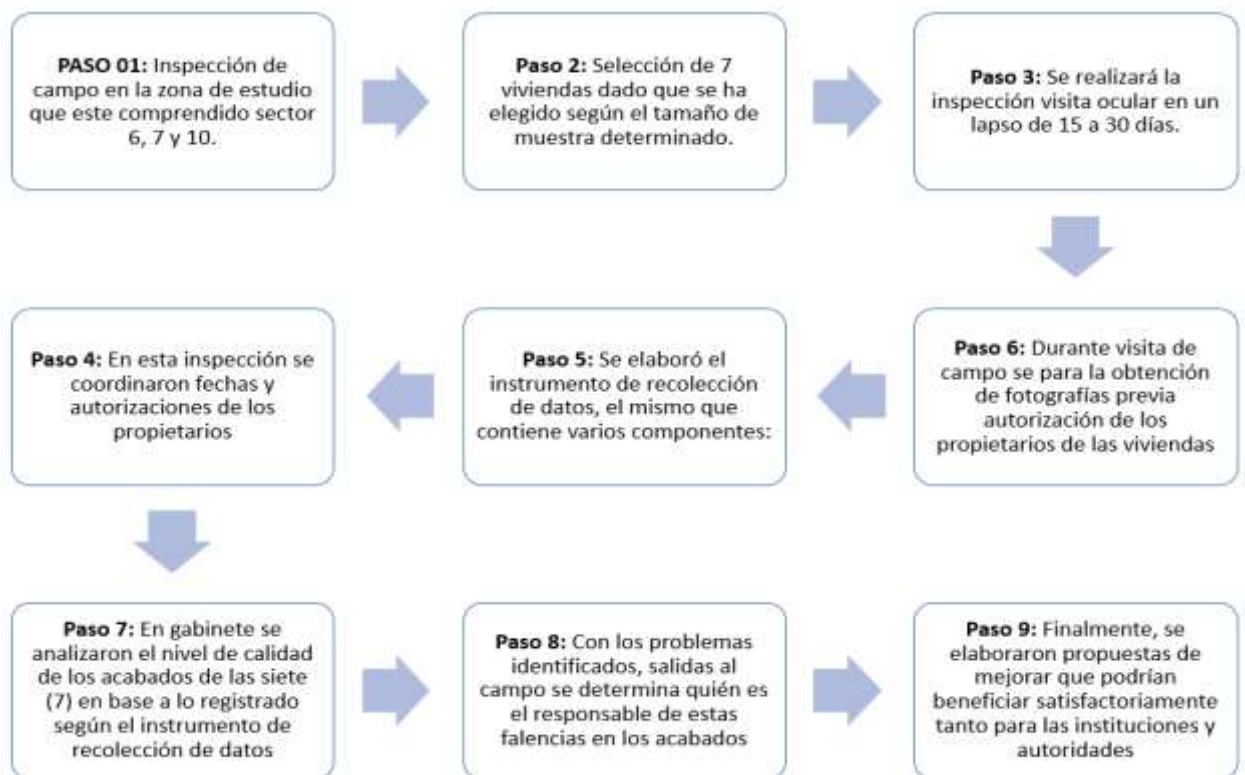 PASO 01: Inspección de
campo en la zona de estudio
que este comprendido sector
6, 7 y 10.
Paso 2: Selección de 7
viviendas dado que se ha
elegido según el tamaño de
muestra determinado.
Paso 3: Se realizará la
inspección visita ocular en un
lapso de 15 a 30 días.
Paso 6: Durante visita de
campo se para la obtención
de fotografías previa
autorización de los
propietarios de las viviendas
Paso 5: Se elaboró el
instrumento de recolección
de datos, el mismo que
contiene varios componentes:
Paso 4: En esta inspección se
coordinaron fechas y
autorizaciones de los
propietarios
Paso 7: En gabinete se
analizaron el nivel de calidad
de los acabados de las siete
(7) en base a lo registrado
según el instrumento de
recolección de datos
Paso 8: Con los problemas
identificados, salidas al
campo se determina quién es
el responsable de estas
falencias en los acabados
Paso 9: Finalmente, se
elaboraron propuestas de
mejorar que podrían
beneficiar satisfactoriamente
tanto para las instituciones y
autoridades